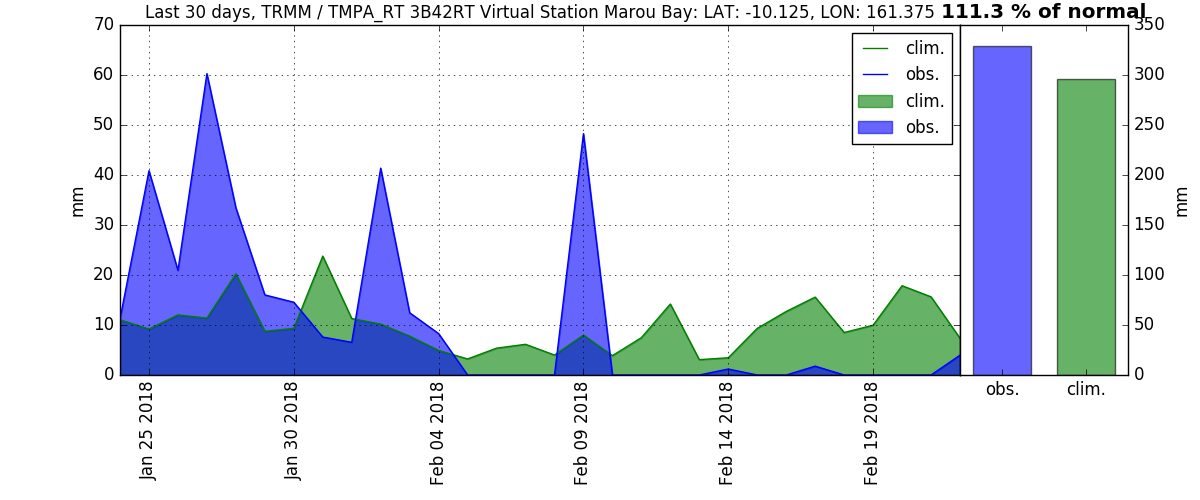 Last 30 days, TRMM / TMPA_RT 3B42RT Virtual Station Marou Bay: LAT: -10.125, LON: 161.375 111.3 % of normal
70
60
50
40
30
20
10
0
mm
clim.
obs.
clim.
obs.
Jan 25 2018
Jan 30 2018
Feb 04 2018
Feb 09 2018
Feb 14 2018
Feb 19 2018
350
300
250
200
150
100
50
0
mm
obs.
clim.